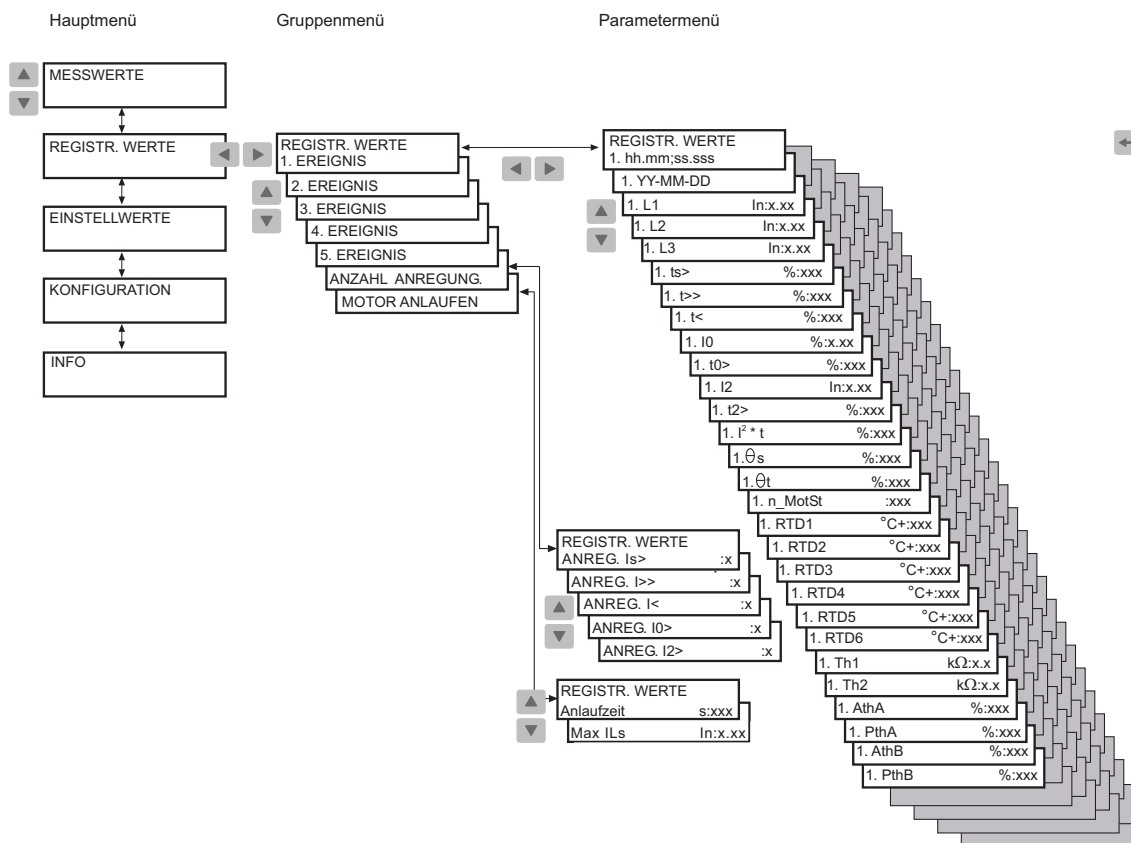 Hauptmenü
Gruppenmenü
Parametermenü
MESSWERTE
REGISTR. WERTE
EINSTELLWERTE
KONFIGURATION
INFO
REGISTR. WERTE
1. EREIGNIS
2. EREIGNIS
3. EREIGNIS
4. EREIGNIS
5. EREIGNIS
ANZAHL ANREGUNG.
MOTOR ANLAUFEN
REGISTR. WERTE
1. hh.mm;ss.sss
1. YY-MM-DD
1. L1 In:x.xx
1. L2 In:x.xx
1. L3 In:x.xx
1. ts> %:xxx
1. t>> %:xxx
1. t< %:xxx
1. I0 %:x.xx
1. t0> %:xxx
1. I2 In:x.xx
1. t2> %:xxx
1. I² * t %:xxx
1.θs %:xxx
1.θt %:xxx
1. n_MotSt :xxx
1. RTD1 °C+:xxx
1. RTD2 °C+:xxx
1. RTD3 °C+:xxx
1. RTD4 °C+:xxx
1. RTD5 °C+:xxx
1. RTD6 °C+:xxx
1. Th1 kΩ:x.x
1. Th2 kΩ:x.x
1. AthA %:xxx
1. PthA %:xxx
1. AthB %:xxx
1. PthB %:xxx
REGISTR. WERTE
ANREG. Is> :x
ANREG. I>> :x
ANREG. I< :x
ANREG. I0> :x
ANREG. I2> :x
REGISTR. WERTE
Anlaufzeit s:xxx
Max ILs In:x.xx